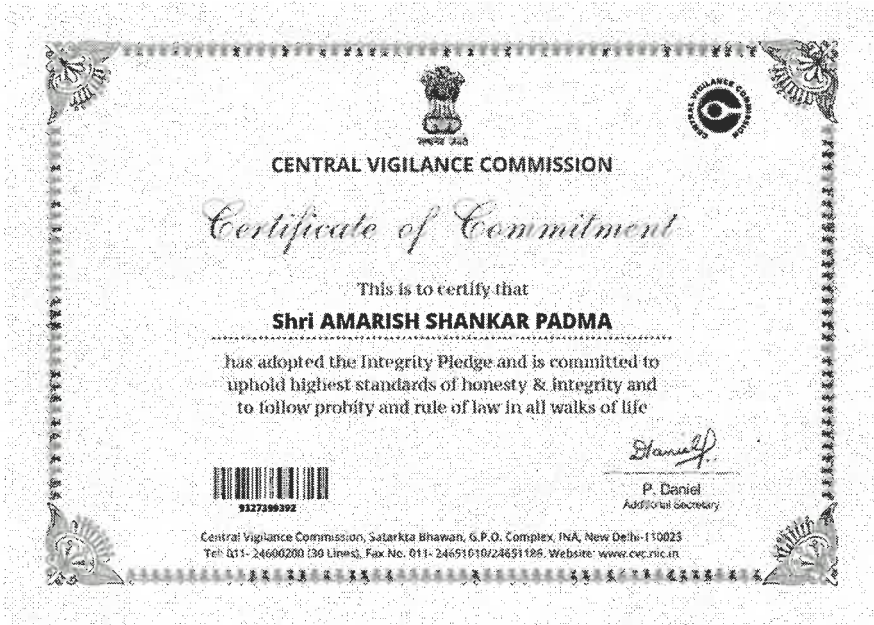 सत्यमेव जयते
CENTRAL VIGILANCE COMMISSION
CENTRAL VIGILANCE COMMISSION
Certificate of Commitment
This is to certify that
Shri AMARISH SHANKAR PADMA
has adopted the Integrity Pledge and is committed to
uphold highest standards of honesty & integrity and
to follow probity and rule of law in all walks of life
9327399392
Daniel P.
P. Daniel
Additional Secretary
Central Vigilance Commission, Satarkta Bhawan, G.P.O. Complex, INA, New Delhi-110023
Tel: 011- 24600200 (30 Lines), Fax No. 011- 24651010/24651186, Website: www.cvc.nic.in